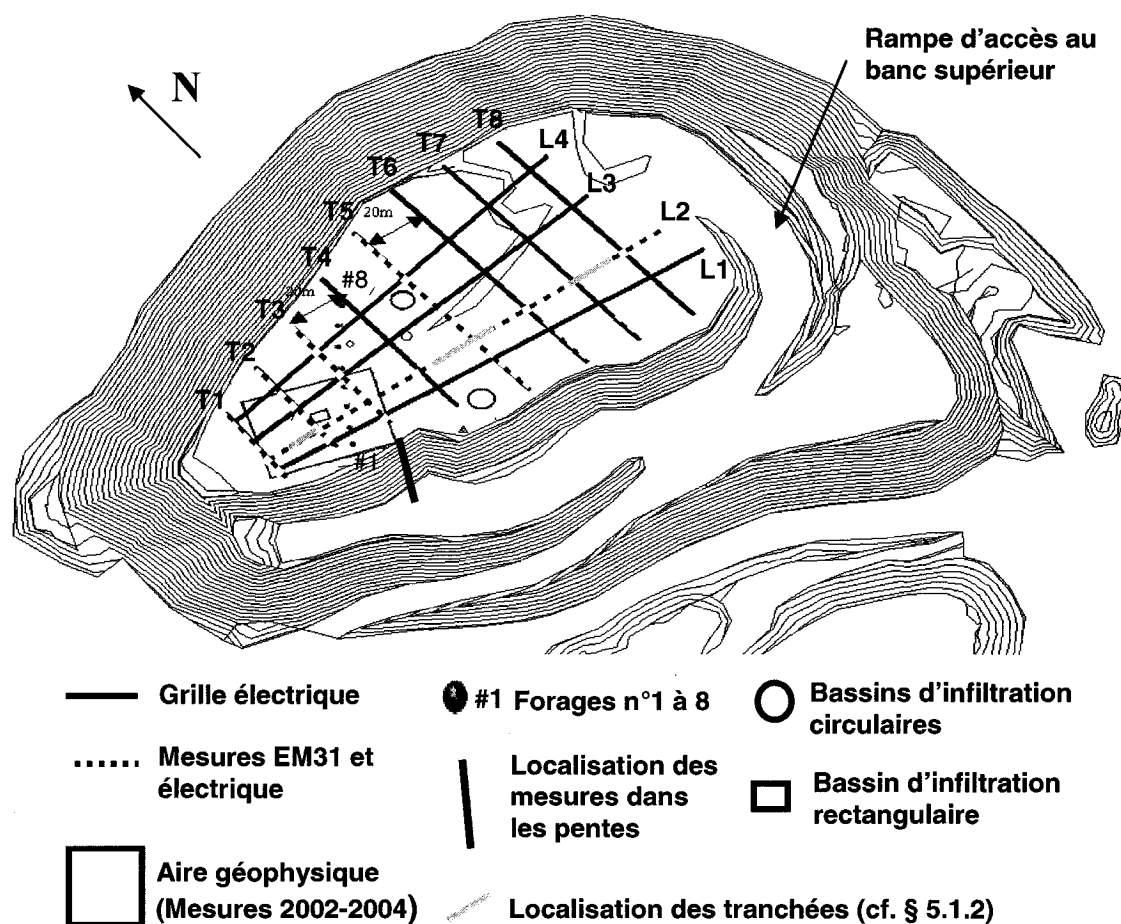 Rampe d'accès au
banc supérieur
N
T8
L4
T7
T6
L3
T5
20m
L2
T4
#8
L1
T3
20m
T2
T1
#1
Grille électrique
#1 Forages n°1 à 8
Bassins d'infiltration
circulaires
Mesures EM31 et
électrique
Localisation des
mesures dans
les pentes
Bassin d'infiltration
rectangulaire
Aire géophysique
(Mesures 2002-2004)
Localisation des tranchées (cf. § 5.1.2)